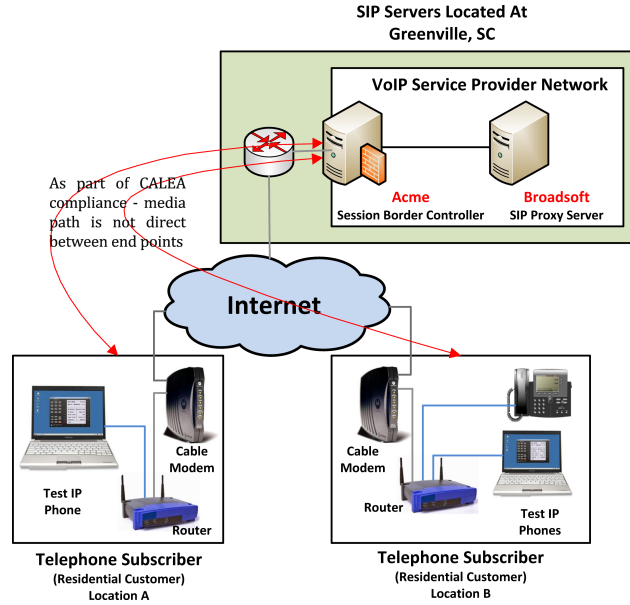 SIP Servers Located At
Greenville, SC
VoIP Service Provider Network
Acme
Session Border Controller
Broadsoft
SIP Proxy Server
As part of CALEA
compliance - media
path is not direct
between end points
Internet
Cable
Modem
Test IP
Phone
Router
Telephone Subscriber
(Residential Customer)
Location A
Cable
Modem
Router
Test IP
Phones
Telephone Subscriber
(Residential Customer)
Location B